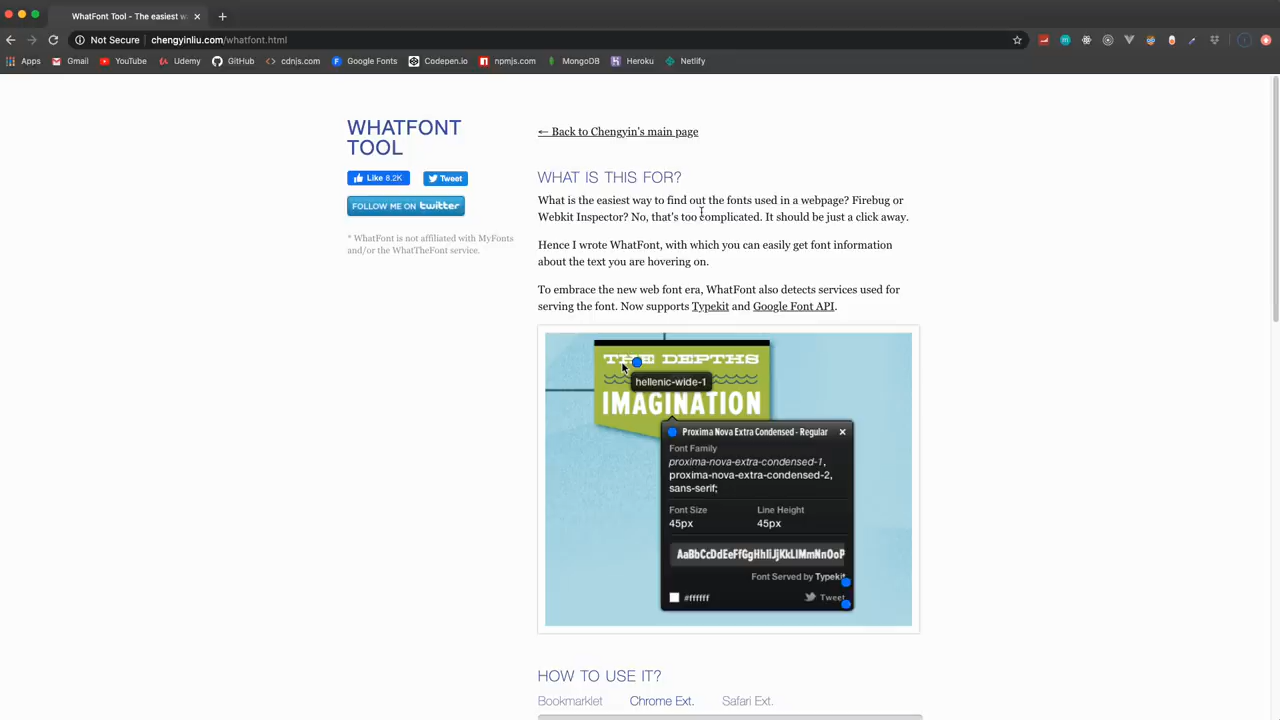 WhatFont Tool - The easiest w
Not Secure
chengyinliu.com/whatfont.html
Apps
Gmail
YouTube
Udemy
GitHub
cdnjs.com
Google Fonts
Codepen.io
npmjs.com
MongoDB
Heroku
Netlify
WHATFONT
TOOL
Like 8.2K
Tweet
FOLLOW ME ON twitter
* WhatFont is not affiliated with MyFonts
and/or the WhatTheFont service.
← Back to Chengyin's main page
WHAT IS THIS FOR?
What is the easiest way to find out the fonts used in a webpage? Firebug or
Webkit Inspector? No, that's too complicated. It should be just a click away.
Hence I wrote WhatFont, with which you can easily get font information
about the text you are hovering on.
To embrace the new web font era, WhatFont also detects services used for
serving the font. Now supports Typekit and Google Font API.
THE DEPTHS
hellenic-wide-1
IMAGINATION
Proxima Nova Extra Condensed - Regular
Font Family
proxima-nova-extra-condensed-1,
proxima-nova-extra-condensed-2,
sans-serif;
Font Size
Line Height
45px
45px
AaBbCcDdEeFfGgHhIiJjKkLlMmNnOoP
Font Served by Typekit
#ffffff
Tweet
HOW TO USE IT?
Bookmarklet
Chrome Ext.
Safari Ext.